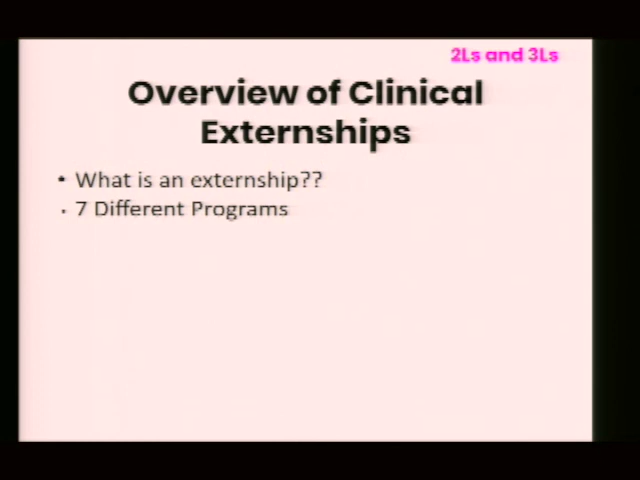 2Ls and 3Ls
Overview of Clinical
Externships
• What is an externship??
• 7 Different Programs